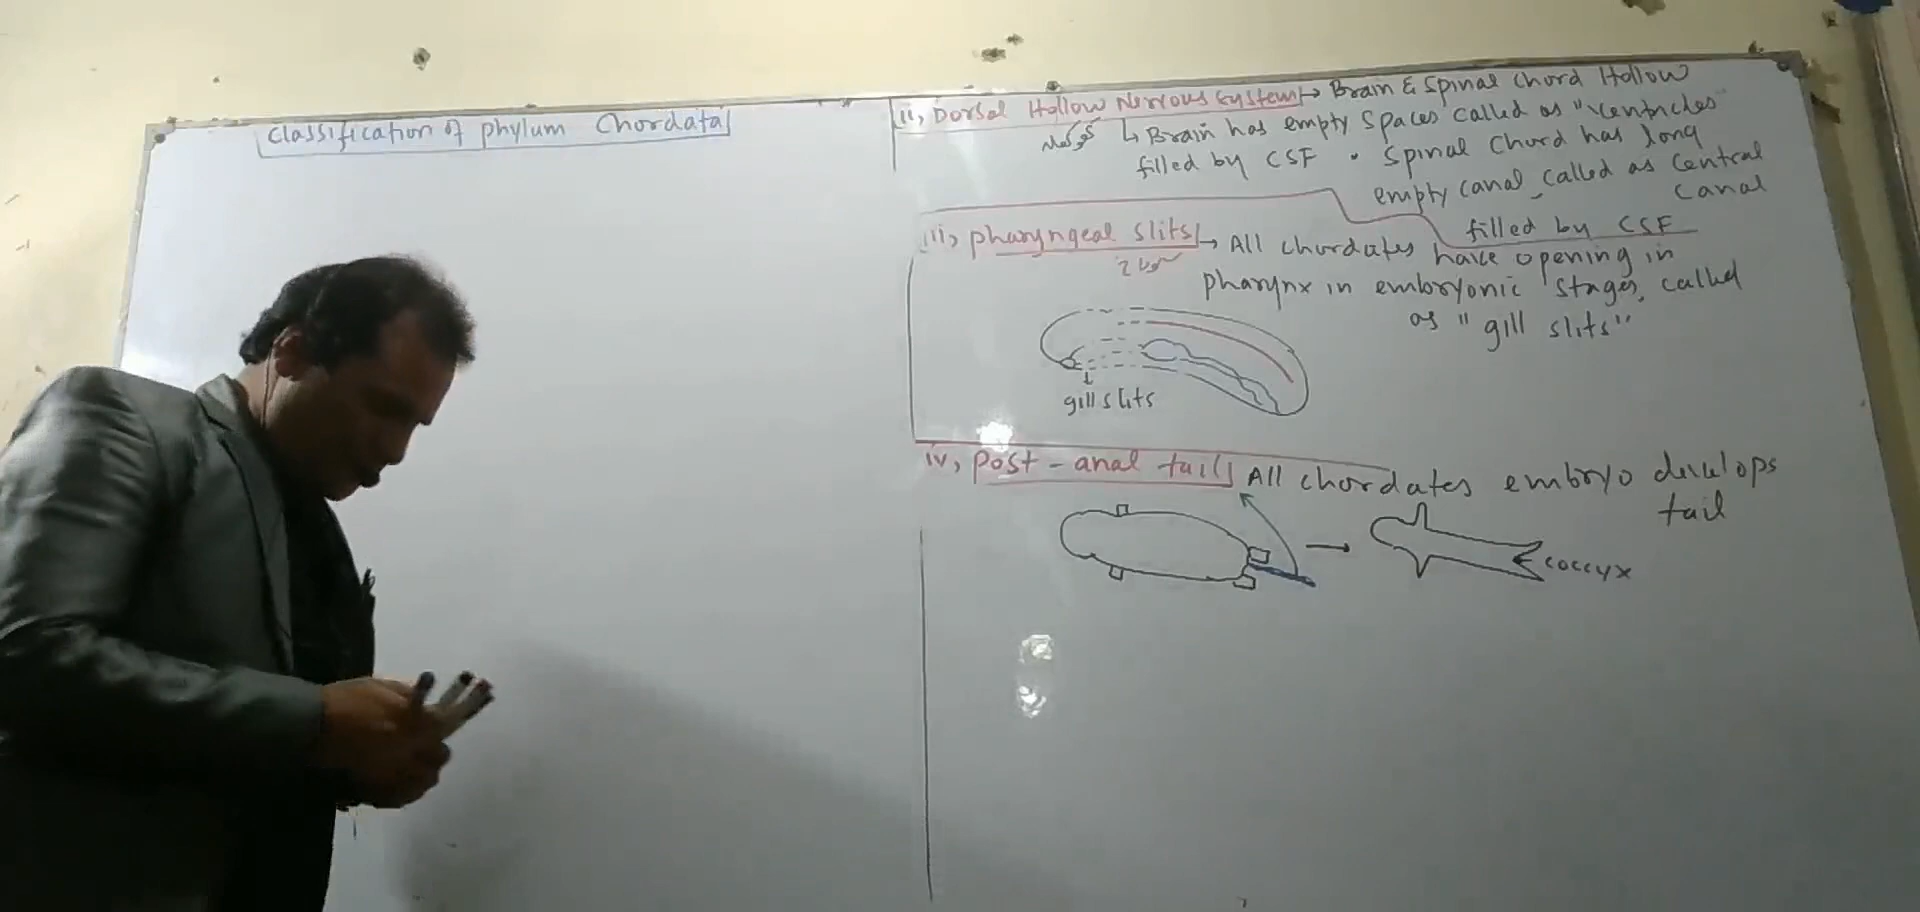 Classification of phylum Chordata
ii, Dorsal Hollow Nervous System → Brain & Spinal Chord Hollow
Brain has empty spaces called as "ventricles"
filled by CSF • Spinal Chord has long
empty canal, called as Central
canal
filled by CSF
iii, pharyngeal slits → All chordates have opening in
pharynx in embryonic stages, called
as "gill slits"
gill slits
iv, Post-anal tail All chordates embryo develops
tail
coccyx